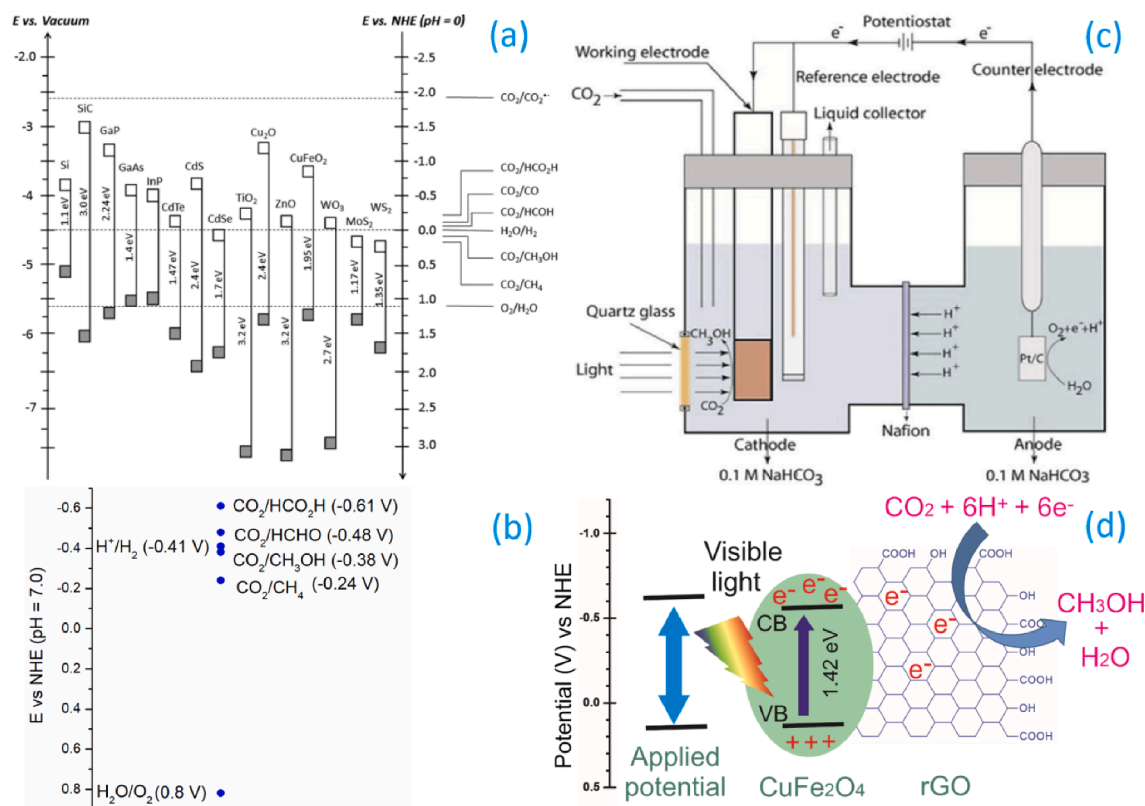 E vs. Vacuum
E vs. NHE (pH = 0)
(a)
-2.0
-3
-4
-5
-6
-7
-2.5
-2.0
-1.5
-1.0
-0.5
0.0
0.5
1.0
1.5
2.0
2.5
3.0
Si
1.1 eV
SiC
3.0 eV
GaP
2.24 eV
GaAs
1.4 eV
InP
CdTe
1.47 eV
CdS
2.4 eV
CdSe
1.7 eV
TiO₂
3.2 eV
Cu₂O
2.4 eV
ZnO
3.2 eV
CuFeO₂
1.95 eV
WO₃
2.7 eV
MoS₂
1.17 eV
WS₂
1.35 eV
CO₂/CO₂•-
CO₂/HCO₂H
CO₂/CO
CO₂/HCOH
H₂O/H₂
CO₂/CH₃OH
CO₂/CH₄
O₂/H₂O
(b)
E vs NHE (pH = 7.0)
-0.6
-0.4
-0.2
0.0
0.2
0.4
0.6
0.8
CO₂/HCO₂H (-0.61 V)
CO₂/HCHO (-0.48 V)
H⁺/H₂ (-0.41 V)
CO₂/CH₃OH (-0.38 V)
CO₂/CH₄ (-0.24 V)
H₂O/O₂ (0.8 V)
(c)
Potentiostat
e⁻
e⁻
Working electrode
Reference electrode
Counter electrode
CO₂
Liquid collector
Quartz glass
CH₃OH
Light
CO₂
H⁺
H⁺
H⁺
H⁺
O₂+e⁻+H⁺
Pt/C
H₂O
Cathode
Nafion
Anode
0.1 M NaHCO₃
0.1 M NaHCO₃
(d)
Potential (V) vs NHE
-1.0
-0.5
0.0
0.5
CO₂ + 6H⁺ + 6e⁻
Visible
light
e⁻ e⁻ e⁻
CB
1.42 eV
VB
+ + +
Applied
potential
CuFe₂O₄
rGO
COOH
OH
COOH
e⁻
e⁻
e⁻
OH
COOH
OH
COOH
OH
COOH
CH₃OH
+
H₂O